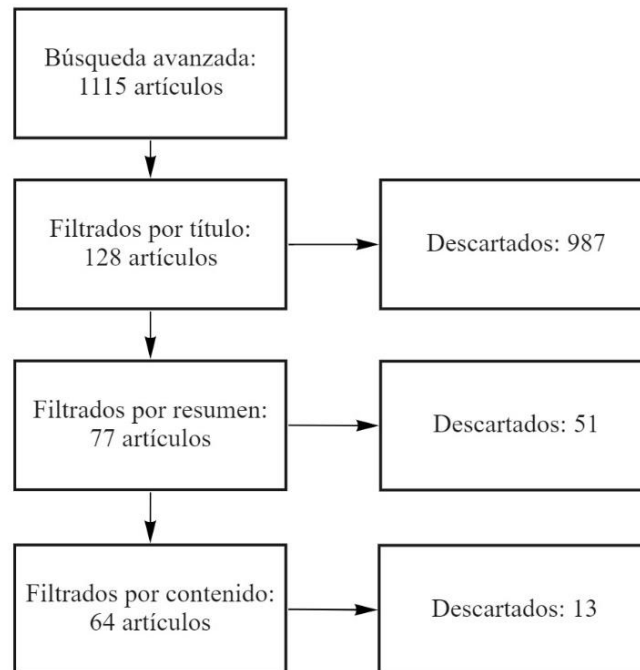 Búsqueda avanzada:
1115 artículos
Filtrados por título:
128 artículos
Descartados: 987
Filtrados por resumen:
77 artículos
Descartados: 51
Filtrados por contenido:
64 artículos
Descartados: 13